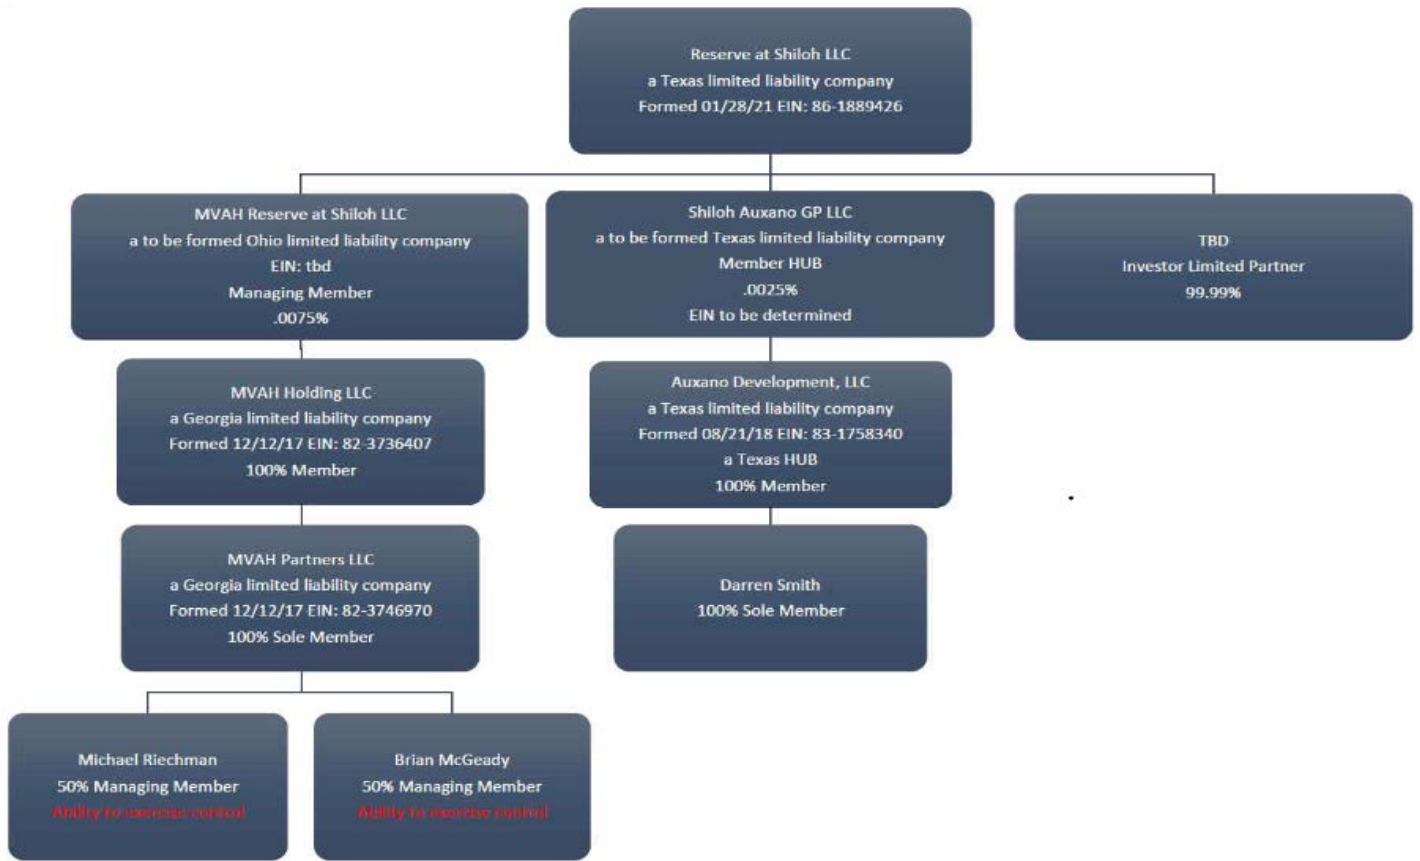 Reserve at Shiloh LLC
a Texas limited liability company
Formed 01/28/21 EIN: 86-1889426
MVAH Reserve at Shiloh LLC
a to be formed Ohio limited liability company
EIN: tbd
Managing Member
.0075%
Shiloh Auxano GP LLC
a to be formed Texas limited liability company
Member HUB
.0025%
EIN to be determined
TBD
Investor Limited Partner
99.99%
MVAH Holding LLC
a Georgia limited liability company
Formed 12/12/17 EIN: 82-3736407
100% Member
Auxano Development, LLC
a Texas limited liability company
Formed 08/21/18 EIN: 83-1758340
a Texas HUB
100% Member
MVAH Partners LLC
a Georgia limited liability company
Formed 12/12/17 EIN: 82-3746970
100% Sole Member
Darren Smith
100% Sole Member
Michael Riechman
50% Managing Member
Ability to exercise control
Brian McGeady
50% Managing Member
Ability to exercise control